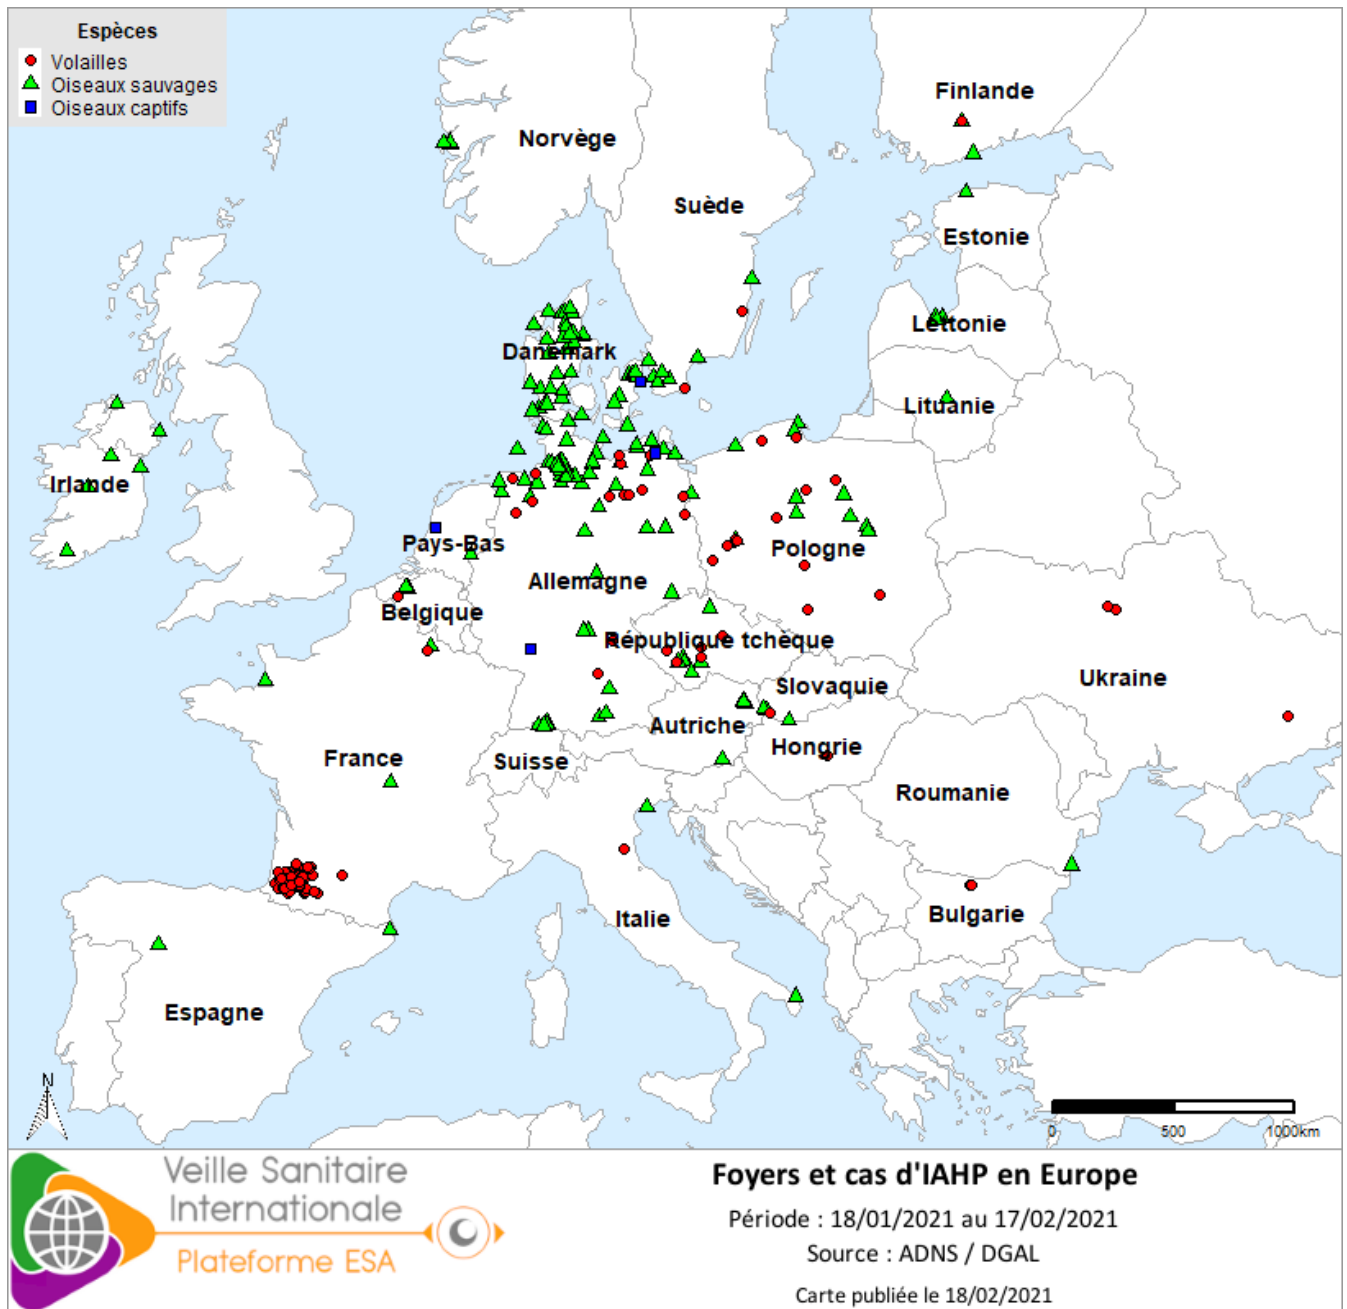 Espèces
Volailles
Oiseaux sauvages
Oiseaux captifs
Finlande
Norvège
Suède
Estonie
Lettonie
Danemark
Lituanie
Irlande
Pays-Bas
Pologne
Allemagne
Belgique
République tchèque
Ukraine
Slovaquie
Autriche
Hongrie
France
Suisse
Roumanie
Bulgarie
Italie
Espagne
N
0 500 1000km
Veille Sanitaire
Internationale
Plateforme ESA
Foyers et cas d'IAHP en Europe
Période : 18/01/2021 au 17/02/2021
Source : ADNS / DGAL
Carte publiée le 18/02/2021